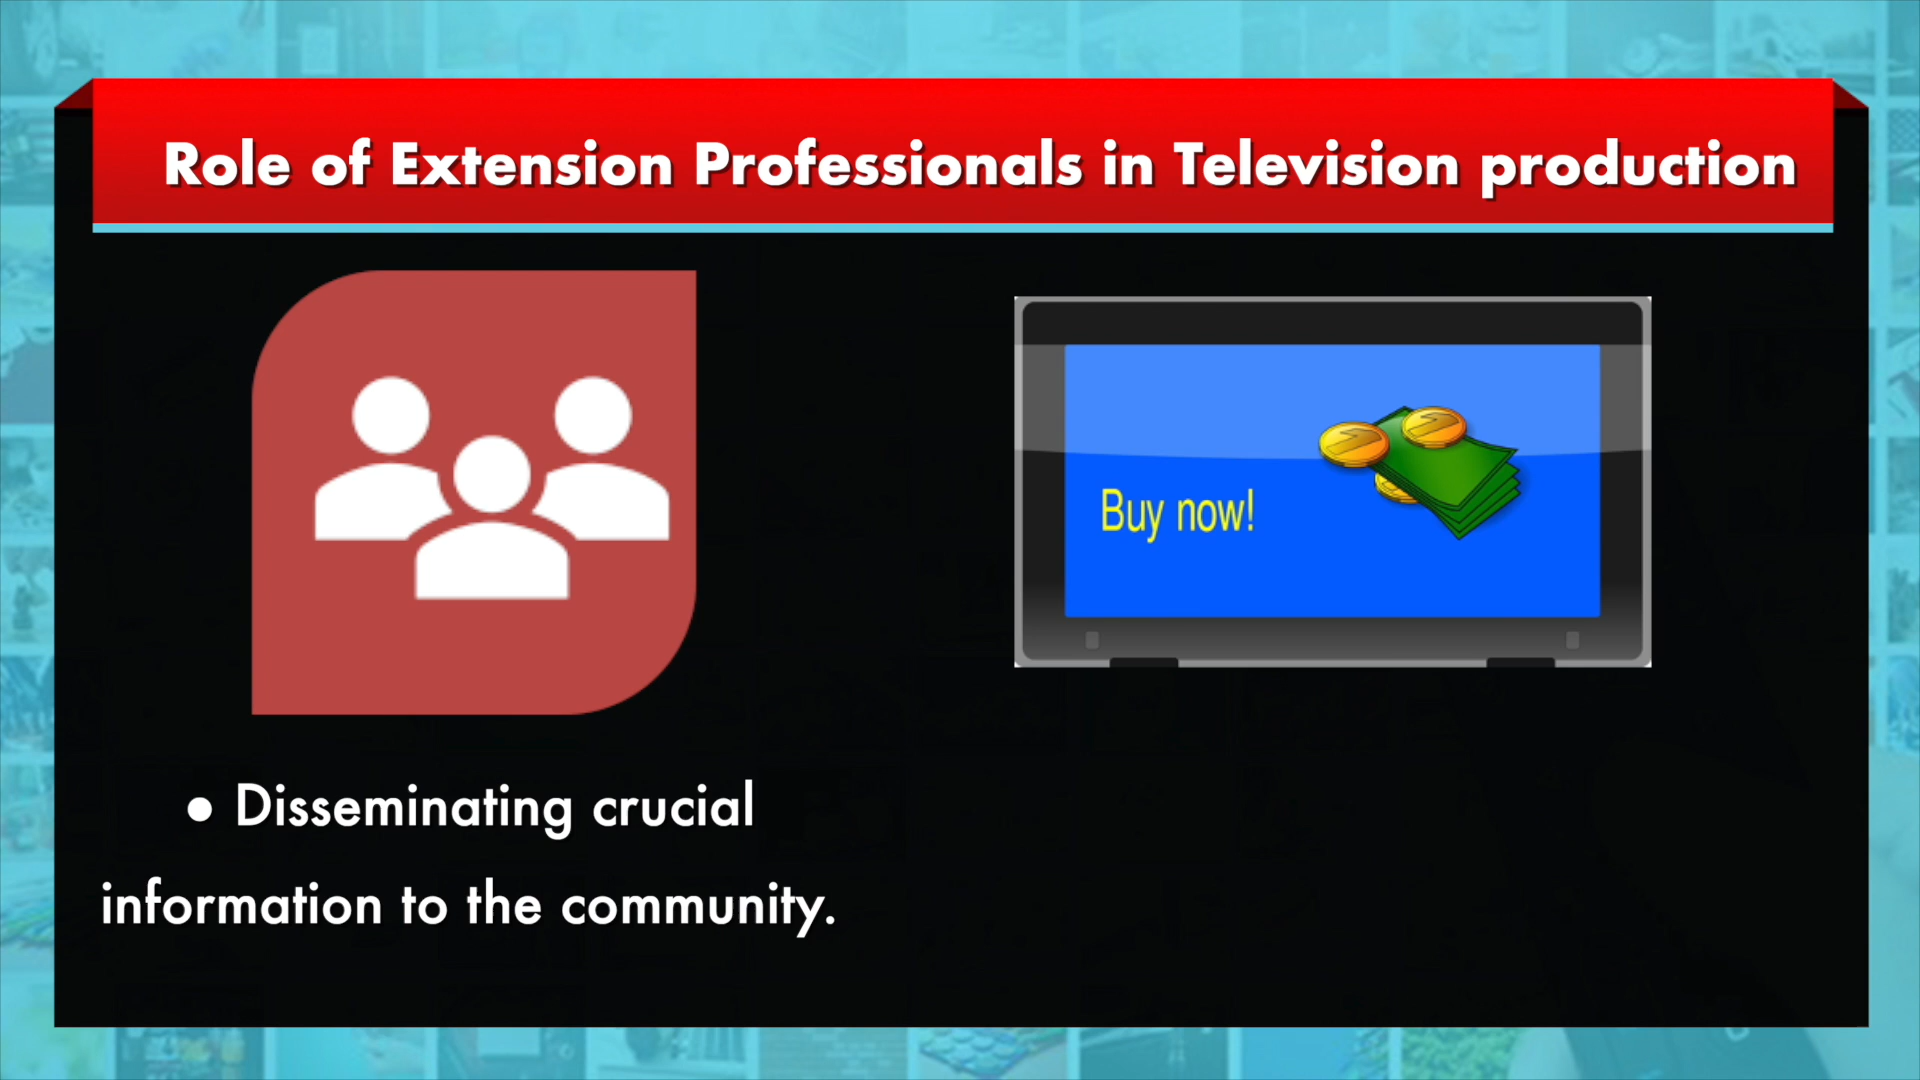 Role of Extension Professionals in Television production
Buy now!
● Disseminating crucial
information to the community.